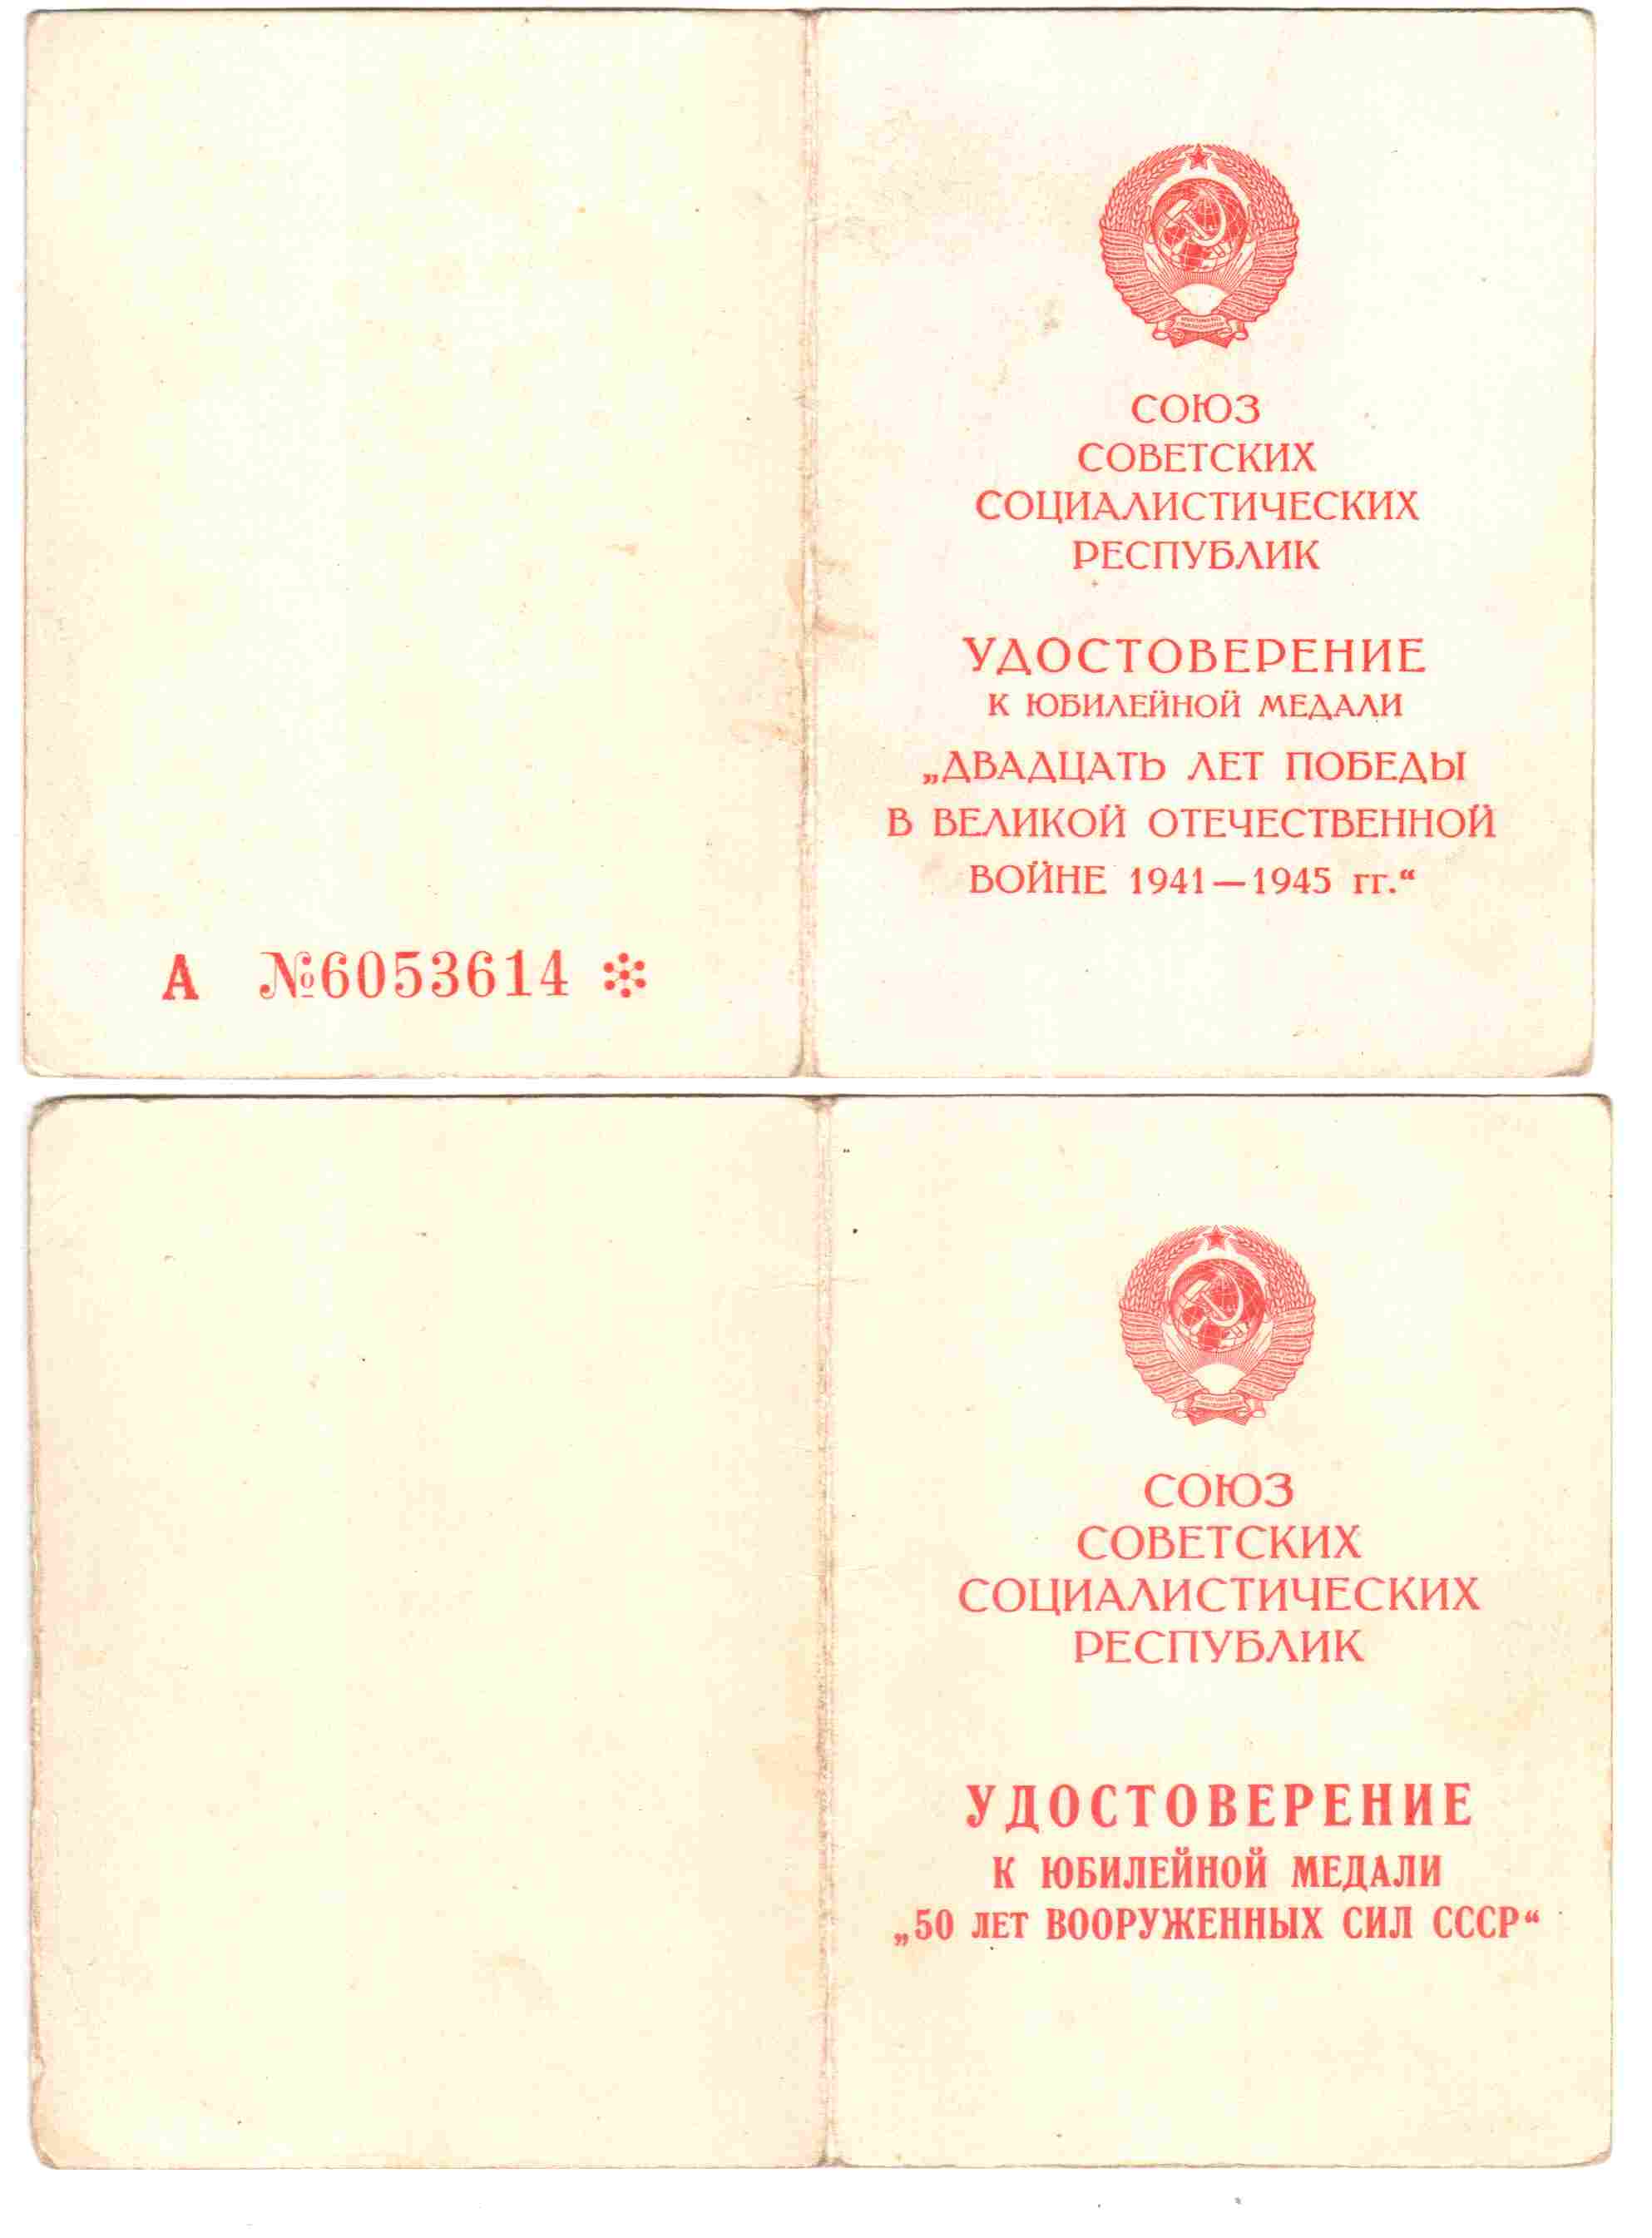 СОЮЗ
СОВЕТСКИХ
СОЦИАЛИСТИЧЕСКИХ
РЕСПУБЛИК
УДОСТОВЕРЕНИЕ
К ЮБИЛЕЙНОЙ МЕДАЛИ
„ДВАДЦАТЬ ЛЕТ ПОБЕДЫ
В ВЕЛИКОЙ ОТЕЧЕСТВЕННОЙ
ВОЙНЕ 1941—1945 гг.“
А №6053614
СОЮЗ
СОВЕТСКИХ
СОЦИАЛИСТИЧЕСКИХ
РЕСПУБЛИК
УДОСТОВЕРЕНИЕ
К ЮБИЛЕЙНОЙ МЕДАЛИ
„50 ЛЕТ ВООРУЖЕННЫХ СИЛ СССР“